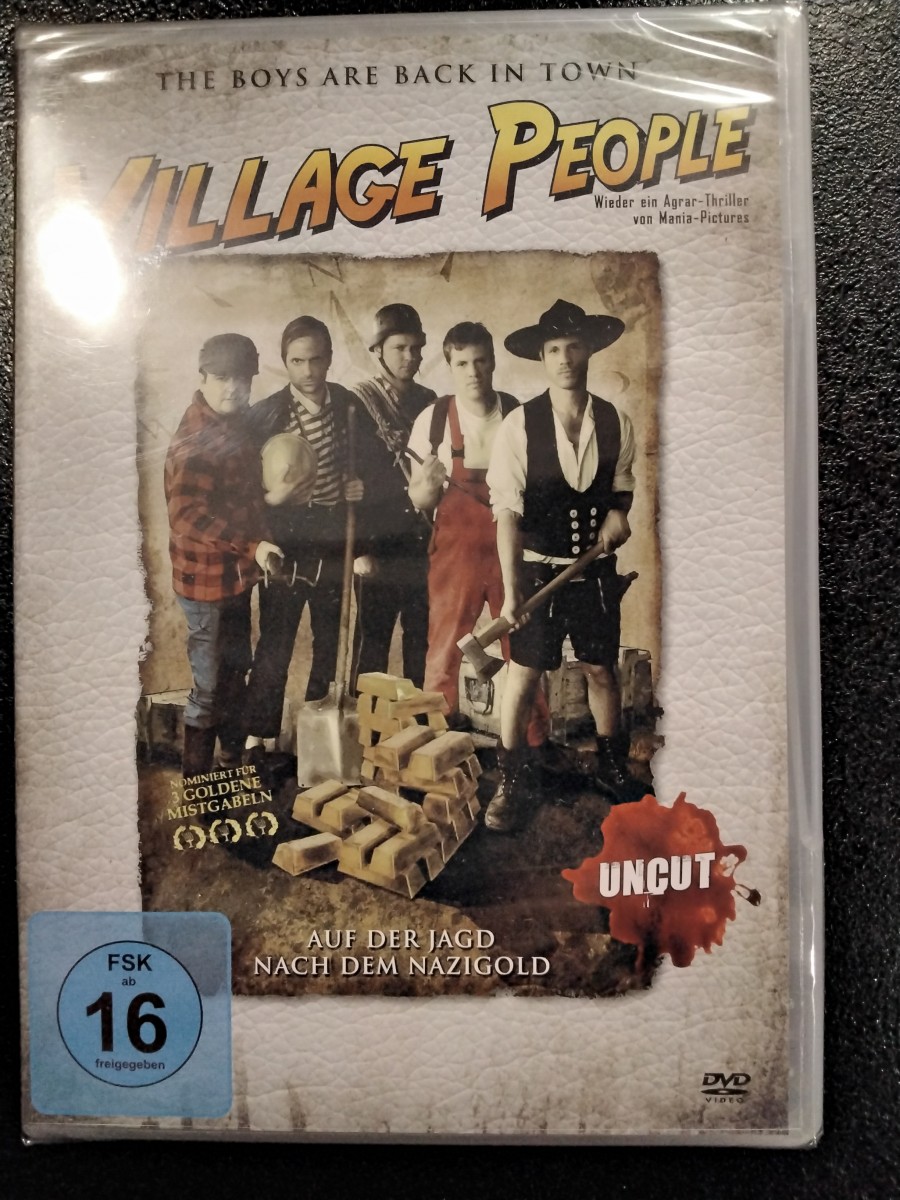 THE BOYS ARE BACK IN TOWN
VILLAGE PEOPLE
Wieder ein Agrar-Thriller
von Mania-Pictures
NOMINIERT FÜR
3 GOLDENE
MISTGABELN
UNCUT
AUF DER JAGD
NACH DEM NAZIGOLD
FSK
ab
16
freigegeben
DVD
VIDEO